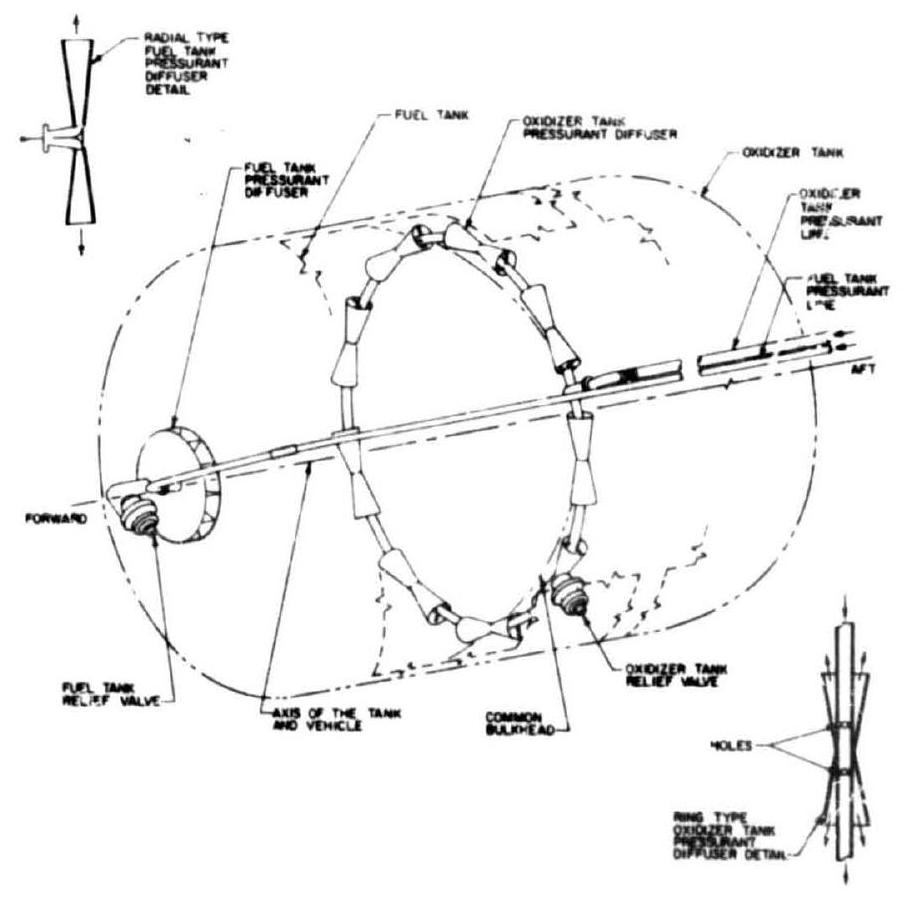 RADIAL TYPE
FUEL TANK
PRESSURANT
DIFFUSER
DETAIL
FUEL TANK
OXIDIZER TANK
PRESSURANT DIFFUSER
OXIDIZER TANK
FUEL TANK
PRESSURANT
DIFFUSER
OXIDIZER
TANK
PRESSURANT
LINE
FUEL TANK
PRESSURANT
LINE
AFT
FORWARD
FUEL TANK
RELIEF VALVE
AXIS OF THE TANK
AND VEHICLE
COMMON
BULKHEAD
OXIDIZER TANK
RELIEF VALVE
HOLES
RING TYPE
OXIDIZER TANK
PRESSURANT
DIFFUSER DETAIL